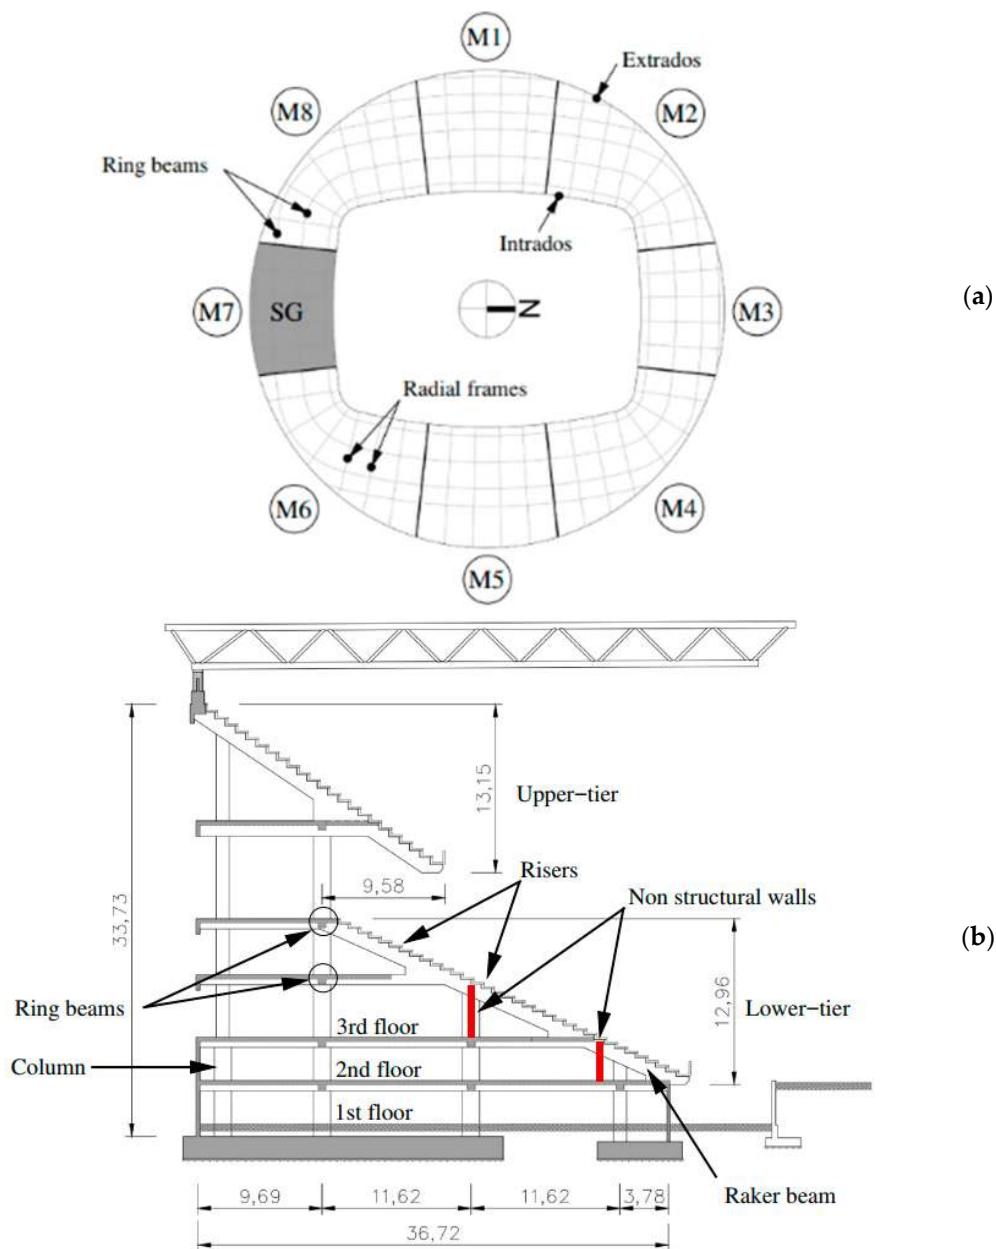 M1
Extrados
M8
M2
Ring beams
Intrados
M7
SG
N
M3
(a)
Radial frames
M6
M4
M5
13,15
Upper-tier
Risers
9,58
Non structural walls
33,73
(b)
Ring beams
12,96
Lower-tier
3rd floor
Column
2nd floor
1st floor
Raker beam
9,69
11,62
11,62
3,78
36,72